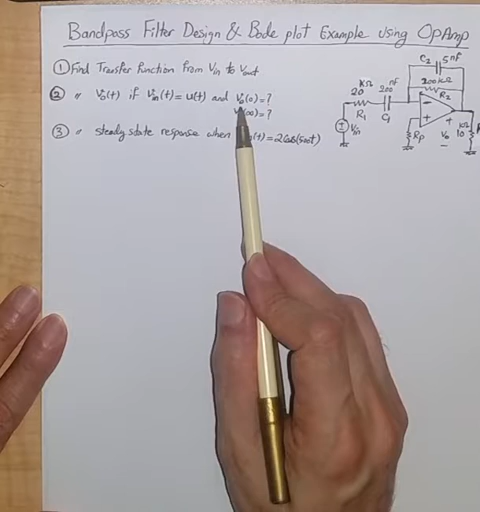 Bandpass Filter Design & Bode plot Example using OpAmp
① Find Transfer function from Vin to Vout
② " Vo(t) if Vin(t) = u(t) and Vo(0) = ?
(∞) = ?
③ " steady state response when (t) = 2Cos(500t)
C2 5nF
200KΩ
R2
KΩ
20
R1
nF
200
C1
Vin
Rp
+
Vo
-
KΩ
10